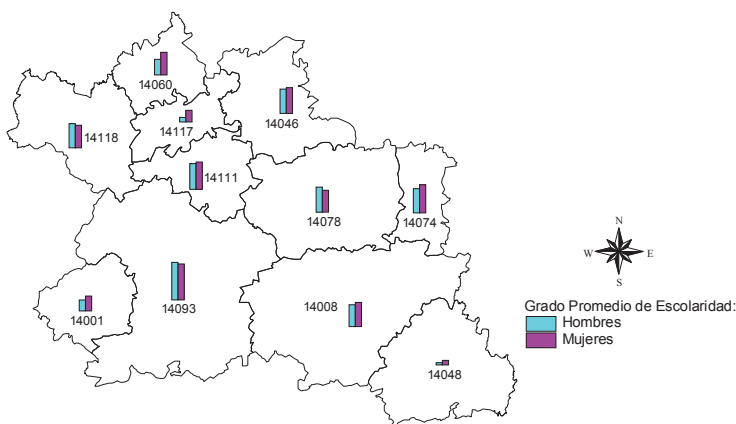 14060
14046
14117
14118
14111
14078
14074
N
W E
S
14008
14093
14001
14048
Grado Promedio de Escolaridad:
Hombres
Mujeres